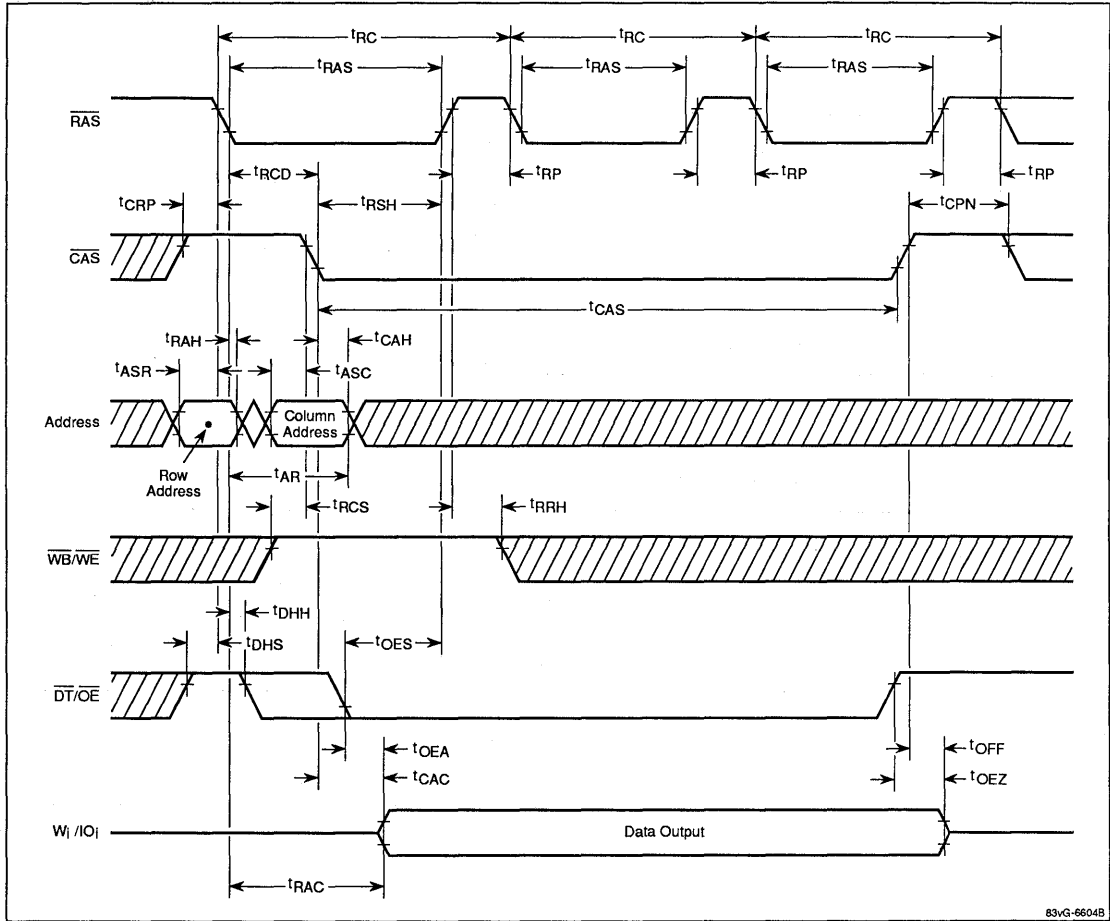 tRC tRC tRC
tRAS tRAS tRAS
RAS
tRCD tRP tRP tRP
tCRP tRSH tCPN
CAS
tCAS
tRAH tCAH
tASR tASC
Address Column Address
Row Address
tAR
tRCS tRRH
WB/WE
tDHH
tDHS tOES
DT/OE
tOEA tOFF
tCAC tOEZ
Wi /IOi Data Output
tRAC
83vG-6604B